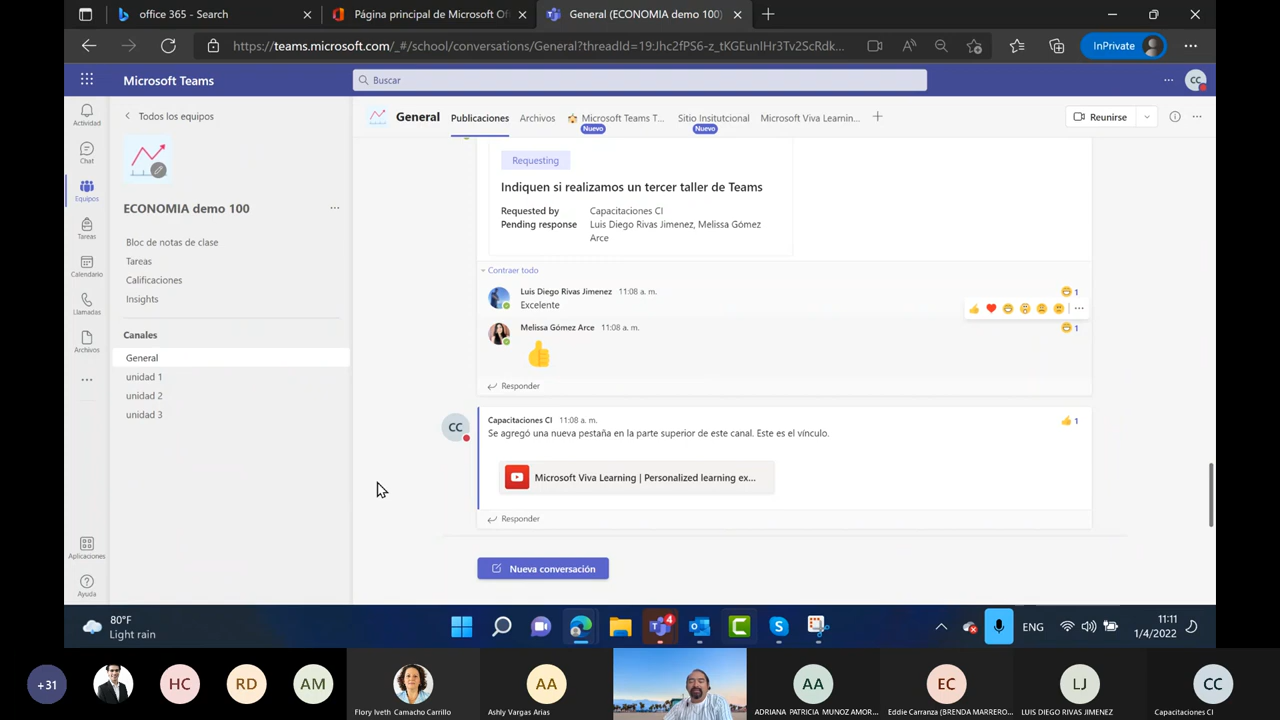 office 365 - Search
Página principal de Microsoft Of
General (ECONOMIA demo 100)
https://teams.microsoft.com/_#/school/conversations/General?threadId=19:Jhc2fPS6-z_tKGEunIHr3Tv2ScRdk...
InPrivate
Microsoft Teams
Buscar
CC
Actividad
Chat
Equipos
Tareas
Calendario
Llamadas
Archivos
Aplicaciones
Ayuda
Todos los equipos
ECONOMIA demo 100
Bloc de notas de clase
Tareas
Calificaciones
Insights
Canales
General
unidad 1
unidad 2
unidad 3
General
Publicaciones
Archivos
Microsoft Teams T...
Nuevo
Sitio Insitutcional
Nuevo
Microsoft Viva Learnin...
Reunirse
Requesting
Indiquen si realizamos un tercer taller de Teams
Requested by Capacitaciones CI
Pending response Luis Diego Rivas Jimenez, Melissa Gómez
Arce
Contraer todo
Luis Diego Rivas Jimenez 11:08 a. m.
1
Excelente
Melissa Gómez Arce 11:08 a. m.
1
Responder
CC
Capacitaciones CI 11:08 a. m.
1
Se agregó una nueva pestaña en la parte superior de este canal. Este es el vínculo.
Microsoft Viva Learning | Personalized learning ex...
Responder
Nueva conversación
80°F
Light rain
4
ENG
11:11
1/4/2022
+31
HC
RD
AM
Flory Iveth Camacho Carrillo
AA
Ashly Vargas Arias
AA
ADRIANA PATRICIA MUNOZ AMOR...
EC
Eddie Carranza (BRENDA MARRERO...
LJ
LUIS DIEGO RIVAS JIMENEZ
CC
Capacitaciones CI